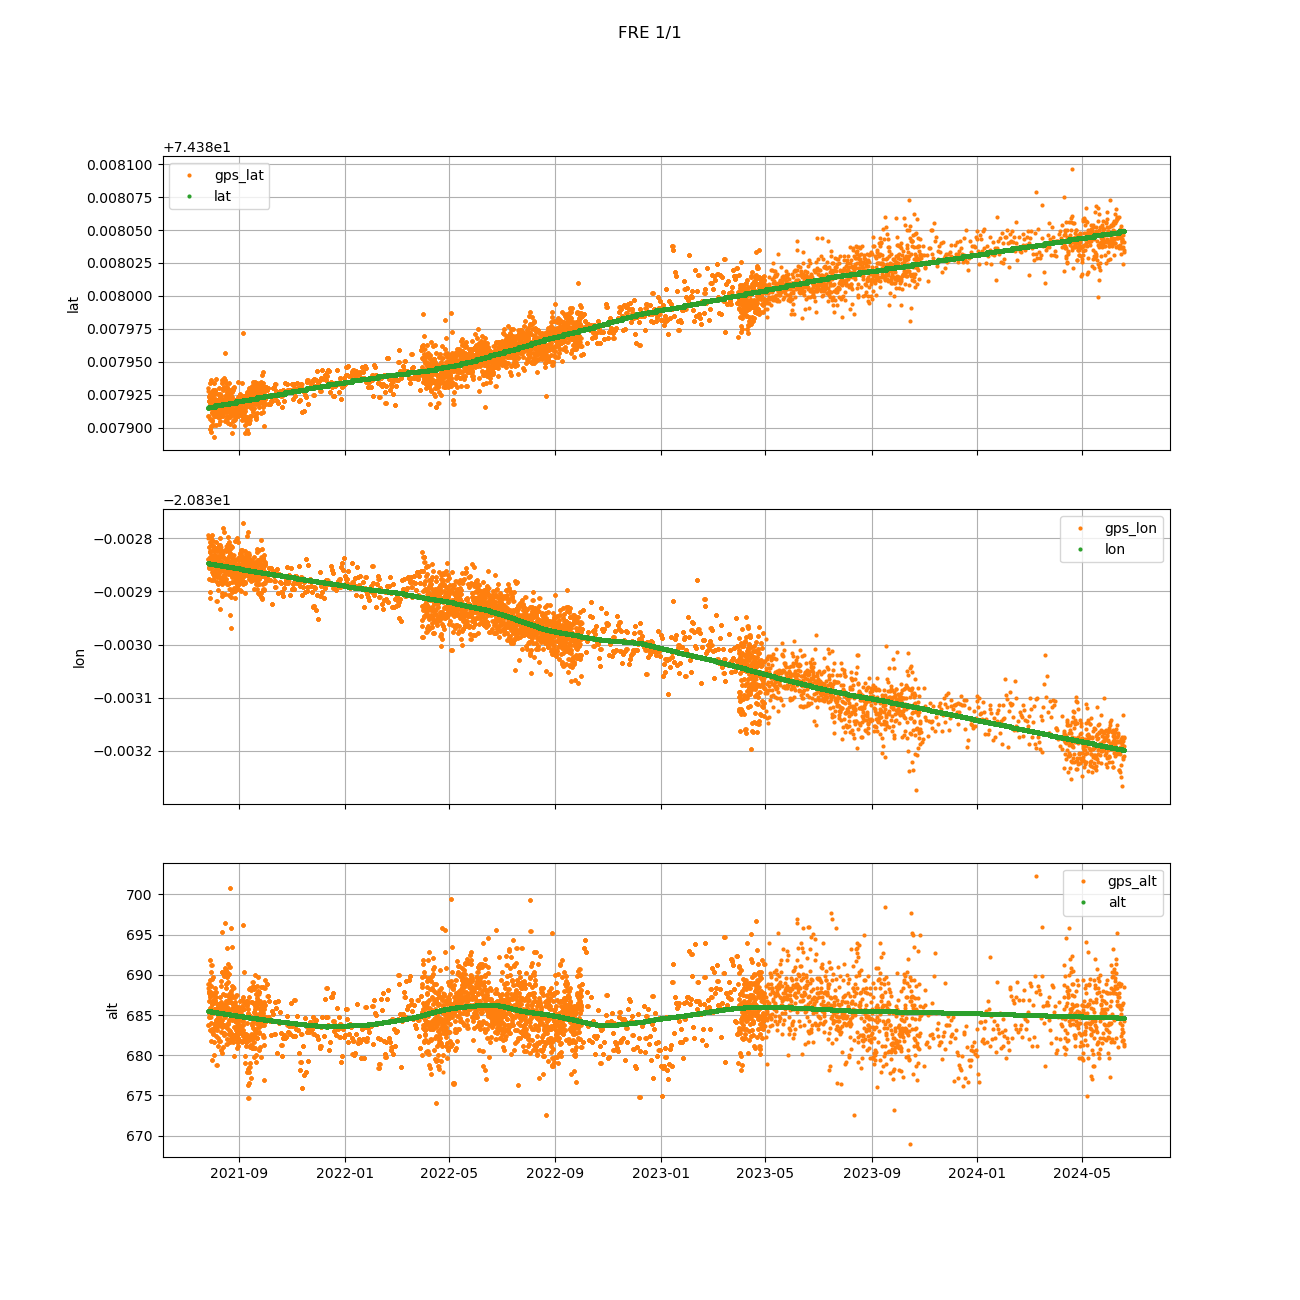 FRE 1/1
+7.438e1
0.008100
0.008075
0.008050
0.008025
0.008000
0.007975
0.007950
0.007925
0.007900
lat
gps_lat
lat
−2.083e1
−0.0028
−0.0029
−0.0030
−0.0031
−0.0032
lon
gps_lon
lon
700
695
690
685
680
675
670
alt
gps_alt
alt
2021-09 2022-01 2022-05 2022-09 2023-01 2023-05 2023-09 2024-01 2024-05